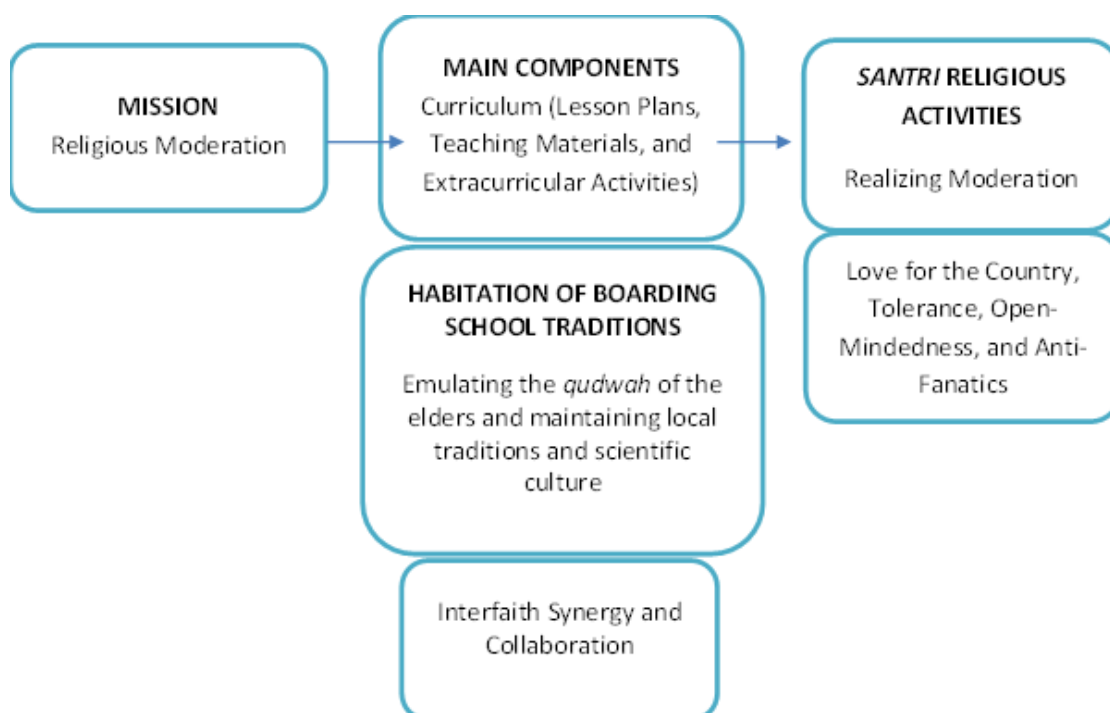 MISSION
Religious Moderation
MAIN COMPONENTS
Curriculum (Lesson Plans,
Teaching Materials, and
Extracurricular Activities)
HABITATION OF BOARDING
SCHOOL TRADITIONS
Emulating the qudwah of the
elders and maintaining local
traditions and scientific
culture
Interfaith Synergy and
Collaboration
SANTRI RELIGIOUS
ACTIVITIES
Realizing Moderation
Love for the Country,
Tolerance, Open-
Mindedness, and Anti-
Fanatics